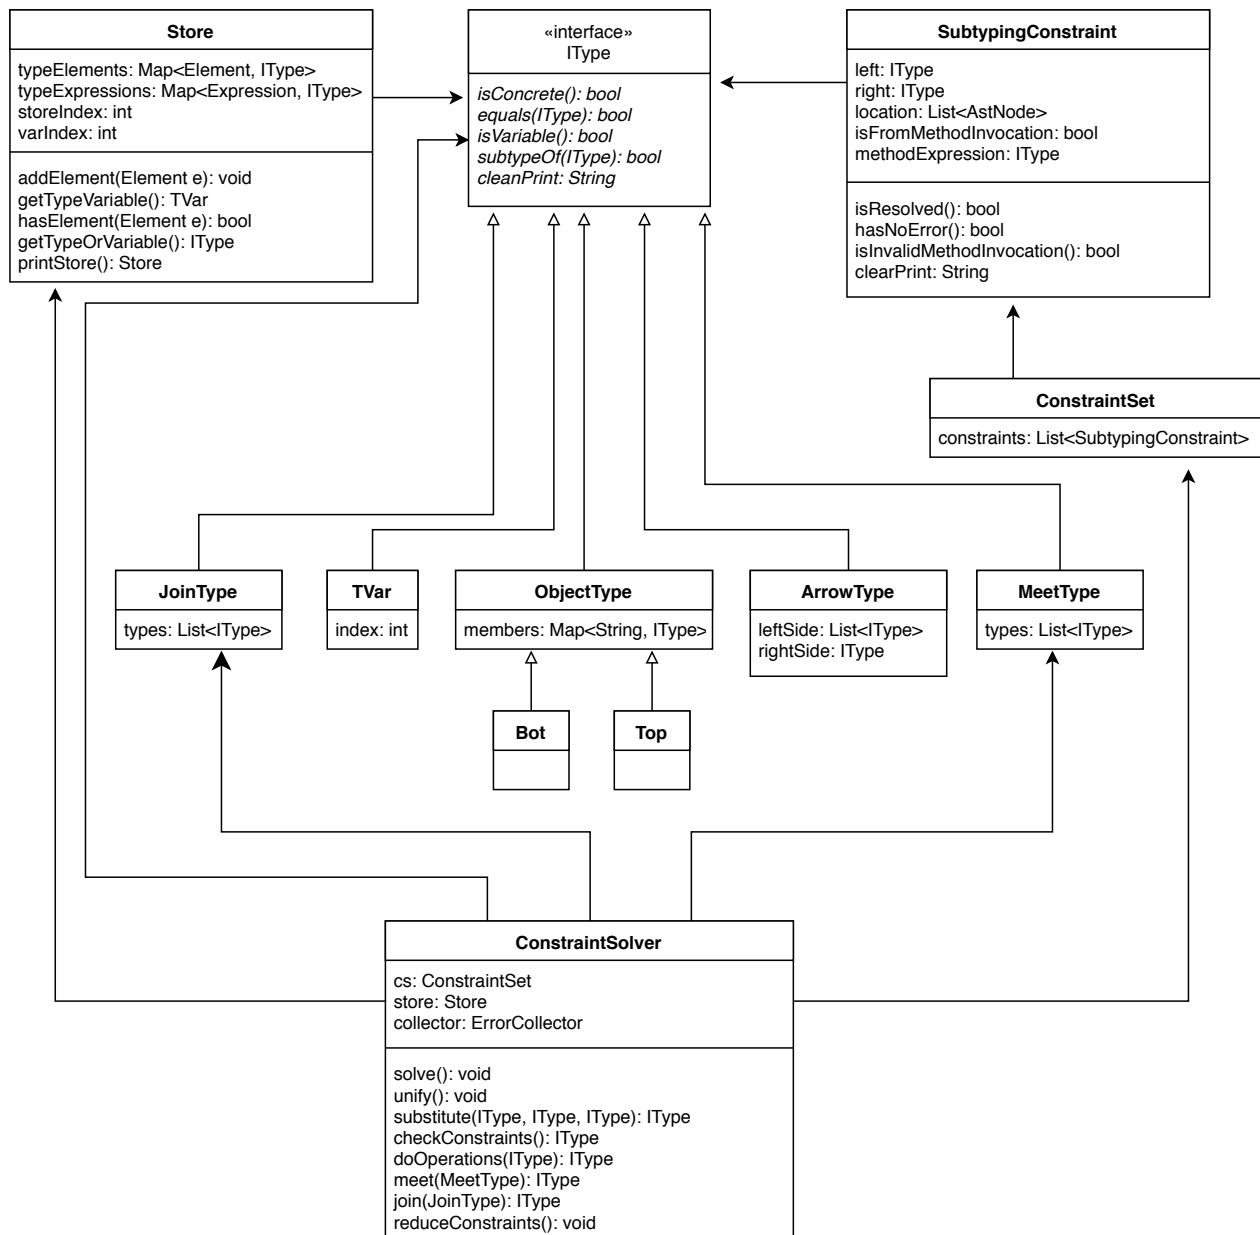 Store
typeElements: Map<Element, IType>
typeExpressions: Map<Expression, IType>
storeIndex: int
varIndex: int
addElement(Element e): void
getTypeVariable(): TVar
hasElement(Element e): bool
getTypeOrVariable(): IType
printStore(): Store
«interface»
IType
isConcrete(): bool
equals(IType): bool
isVariable(): bool
subtypeOf(IType): bool
cleanPrint: String
SubtypingConstraint
left: IType
right: IType
location: List<AstNode>
isFromMethodInvocation: bool
methodExpression: IType
isResolved(): bool
hasNoError(): bool
isInvalidMethodInvocation(): bool
clearPrint: String
ConstraintSet
constraints: List<SubtypingConstraint>
JoinType
types: List<IType>
TVar
index: int
ObjectType
members: Map<String, IType>
ArrowType
leftSide: List<IType>
rightSide: IType
MeetType
types: List<IType>
Bot
Top
ConstraintSolver
cs: ConstraintSet
store: Store
collector: ErrorCollector
solve(): void
unify(): void
substitute(IType, IType, IType): IType
checkConstraints(): IType
doOperations(IType): IType
meet(MeetType): IType
join(JoinType): IType
reduceConstraints(): void